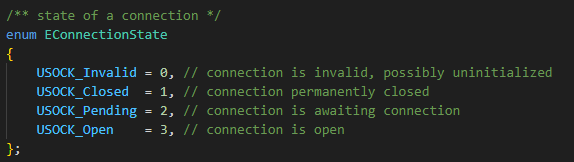 /** state of a connection */
enum EConnectionState
{
    USOCK_Invalid = 0, // connection is invalid, possibly uninitialized
    USOCK_Closed  = 1, // connection permanently closed
    USOCK_Pending = 2, // connection is awaiting connection
    USOCK_Open    = 3, // connection is open
};